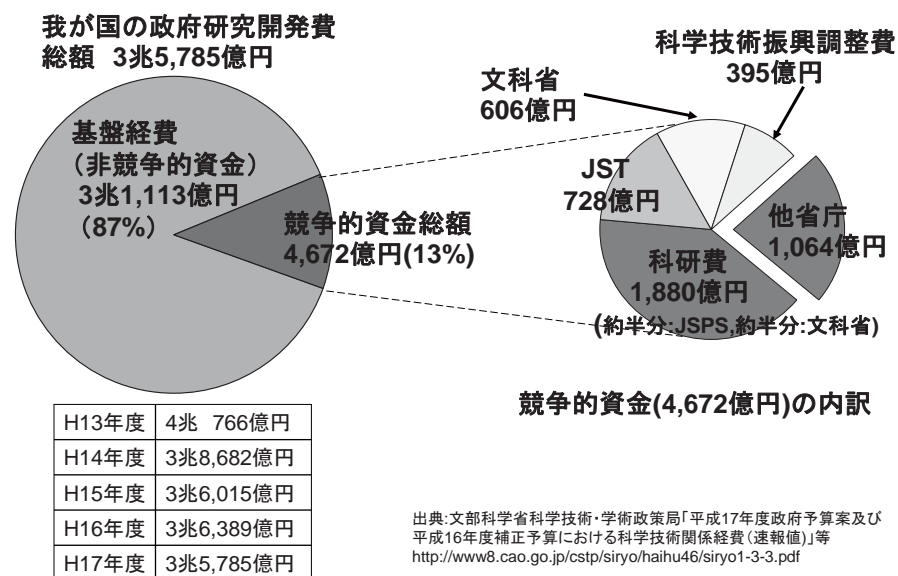 我が国の政府研究開発費
総額 3兆5,785億円
基盤経費
(非競争的資金)
3兆1,113億円
(87%)
競争的資金総額
4,672億円(13%)
科学技術振興調整費
395億円
文科省
606億円
JST
728億円
他省庁
1,064億円
科研費
1,880億円
(約半分:JSPS,約半分:文科省)
競争的資金(4,672億円)の内訳
H13年度 4兆 766億円
H14年度 3兆8,682億円
H15年度 3兆6,015億円
H16年度 3兆6,389億円
H17年度 3兆5,785億円
出典:文部科学省科学技術・学術政策局「平成17年度政府予算案及び
平成16年度補正予算における科学技術関係経費(速報値)」等
http://www8.cao.go.jp/cstp/siryo/haihu46/siryo1-3-3.pdf